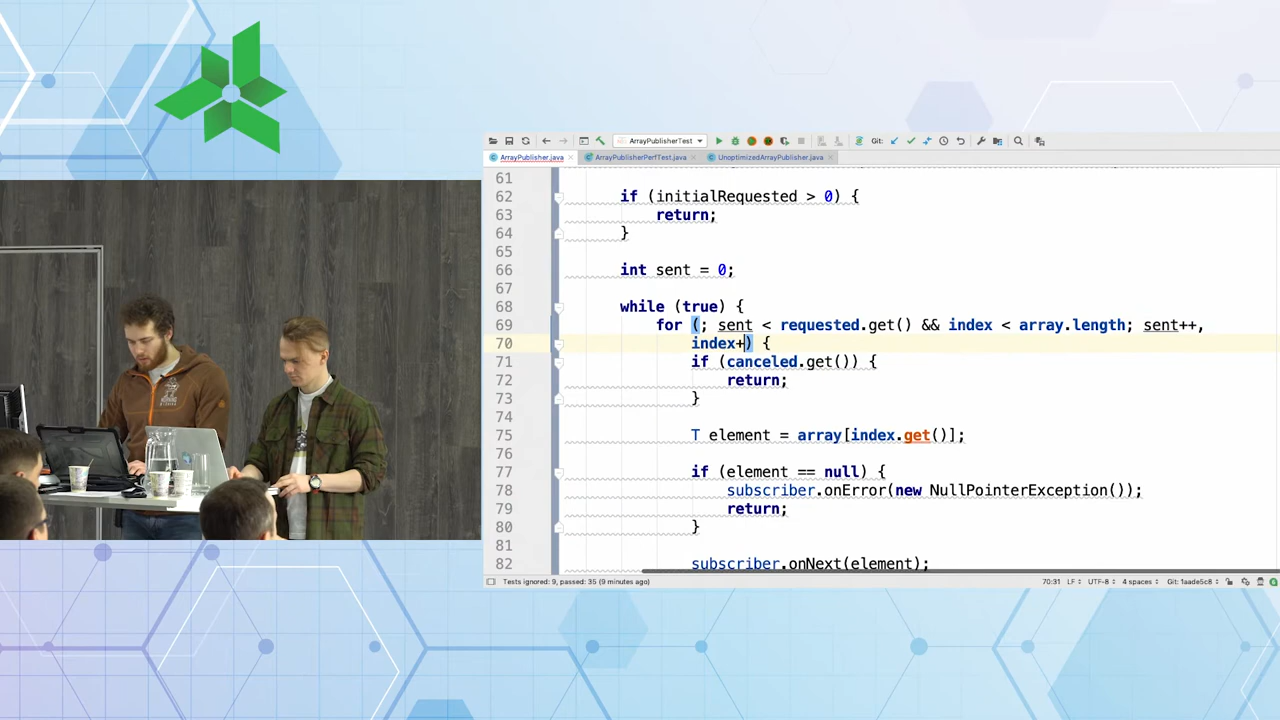 ArrayPublisherTest
Git:
ArrayPublisher.java
ArrayPublisherPerfTest.java
UnoptimizedArrayPublisher.java
61
62 if (initialRequested > 0) {
63 return;
64 }
65
66 int sent = 0;
67
68 while (true) {
69 for (; sent < requested.get() && index < array.length; sent++,
70 index+) {
71 if (canceled.get()) {
72 return;
73 }
74
75 T element = array[index.get()];
76
77 if (element == null) {
78 subscriber.onError(new NullPointerException());
79 return;
80 }
81
82 subscriber.onNext(element);
Tests ignored: 9, passed: 35 (9 minutes ago)
70:31 LF UTF-8 4 spaces Git: 1aade5c8